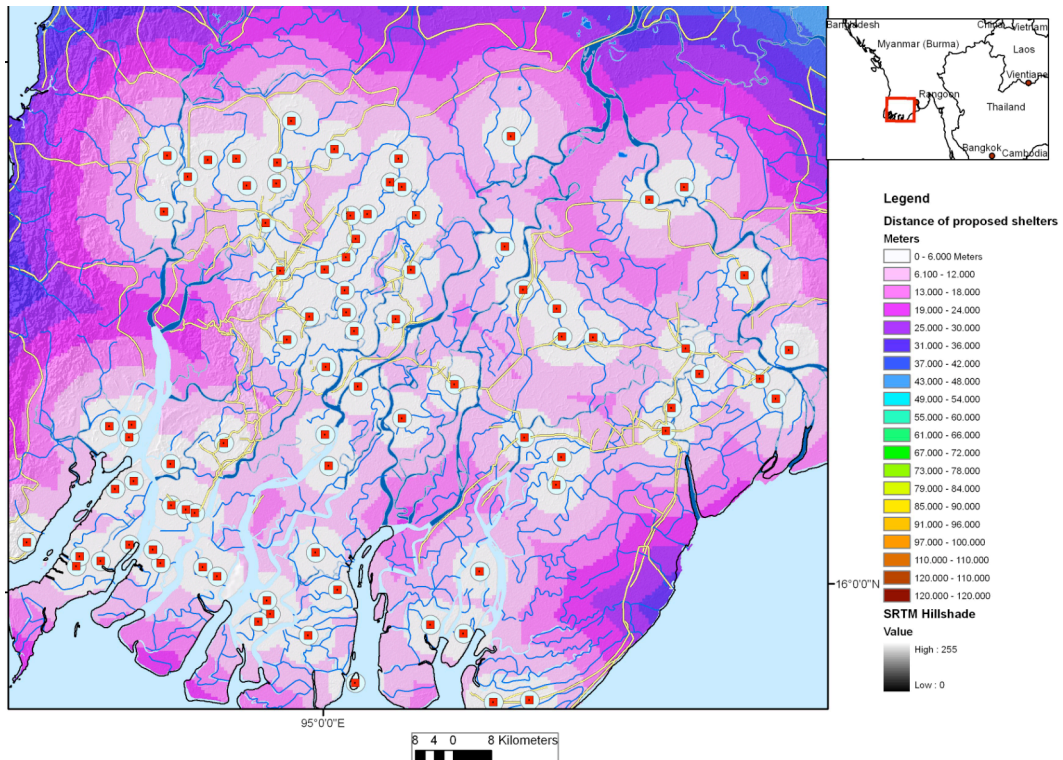 Bangladesh
China
Vietnam
Myanmar (Burma)
Laos
Vientiane
Rangoon
Thailand
Bangkok
Cambodia
Legend
Distance of proposed shelters
Meters
0 - 6.000 Meters
6.100 - 12.000
13.000 - 18.000
19.000 - 24.000
25.000 - 30.000
31.000 - 36.000
37.000 - 42.000
43.000 - 48.000
49.000 - 54.000
55.000 - 60.000
61.000 - 66.000
67.000 - 72.000
73.000 - 78.000
79.000 - 84.000
85.000 - 90.000
91.000 - 96.000
97.000 - 100.000
110.000 - 110.000
120.000 - 110.000
120.000 - 120.000
SRTM Hillshade
Value
High : 255
Low : 0
16°0'0"N
95°0'0"E
8 4 0 8 Kilometers